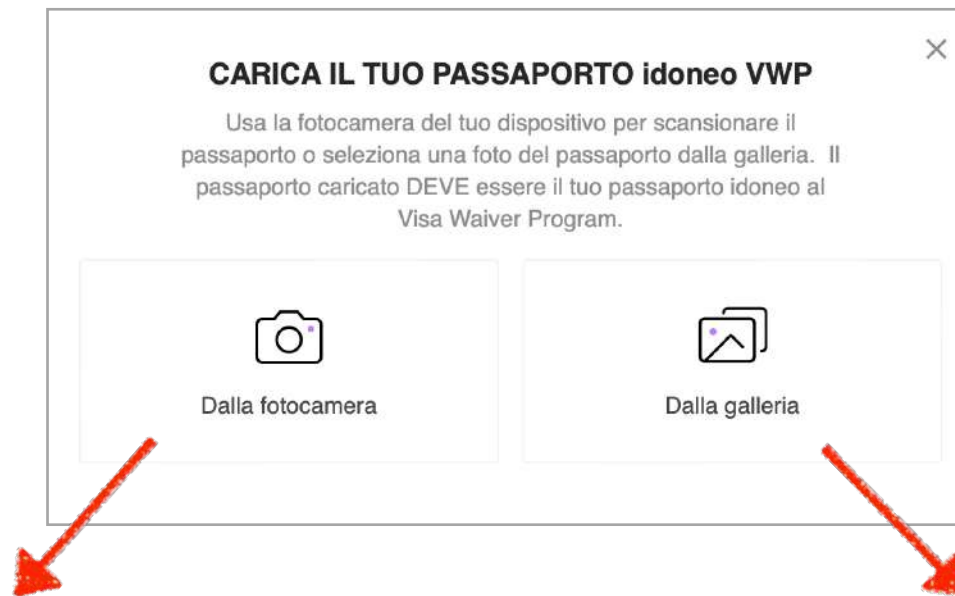 CARICA IL TUO PASSAPORTO idoneo VWP
Usa la fotocamera del tuo dispositivo per scansionare il
passaporto o seleziona una foto del passaporto dalla galleria. Il
passaporto caricato DEVE essere il tuo passaporto idoneo al
Visa Waiver Program.
Dalla fotocamera
Dalla galleria